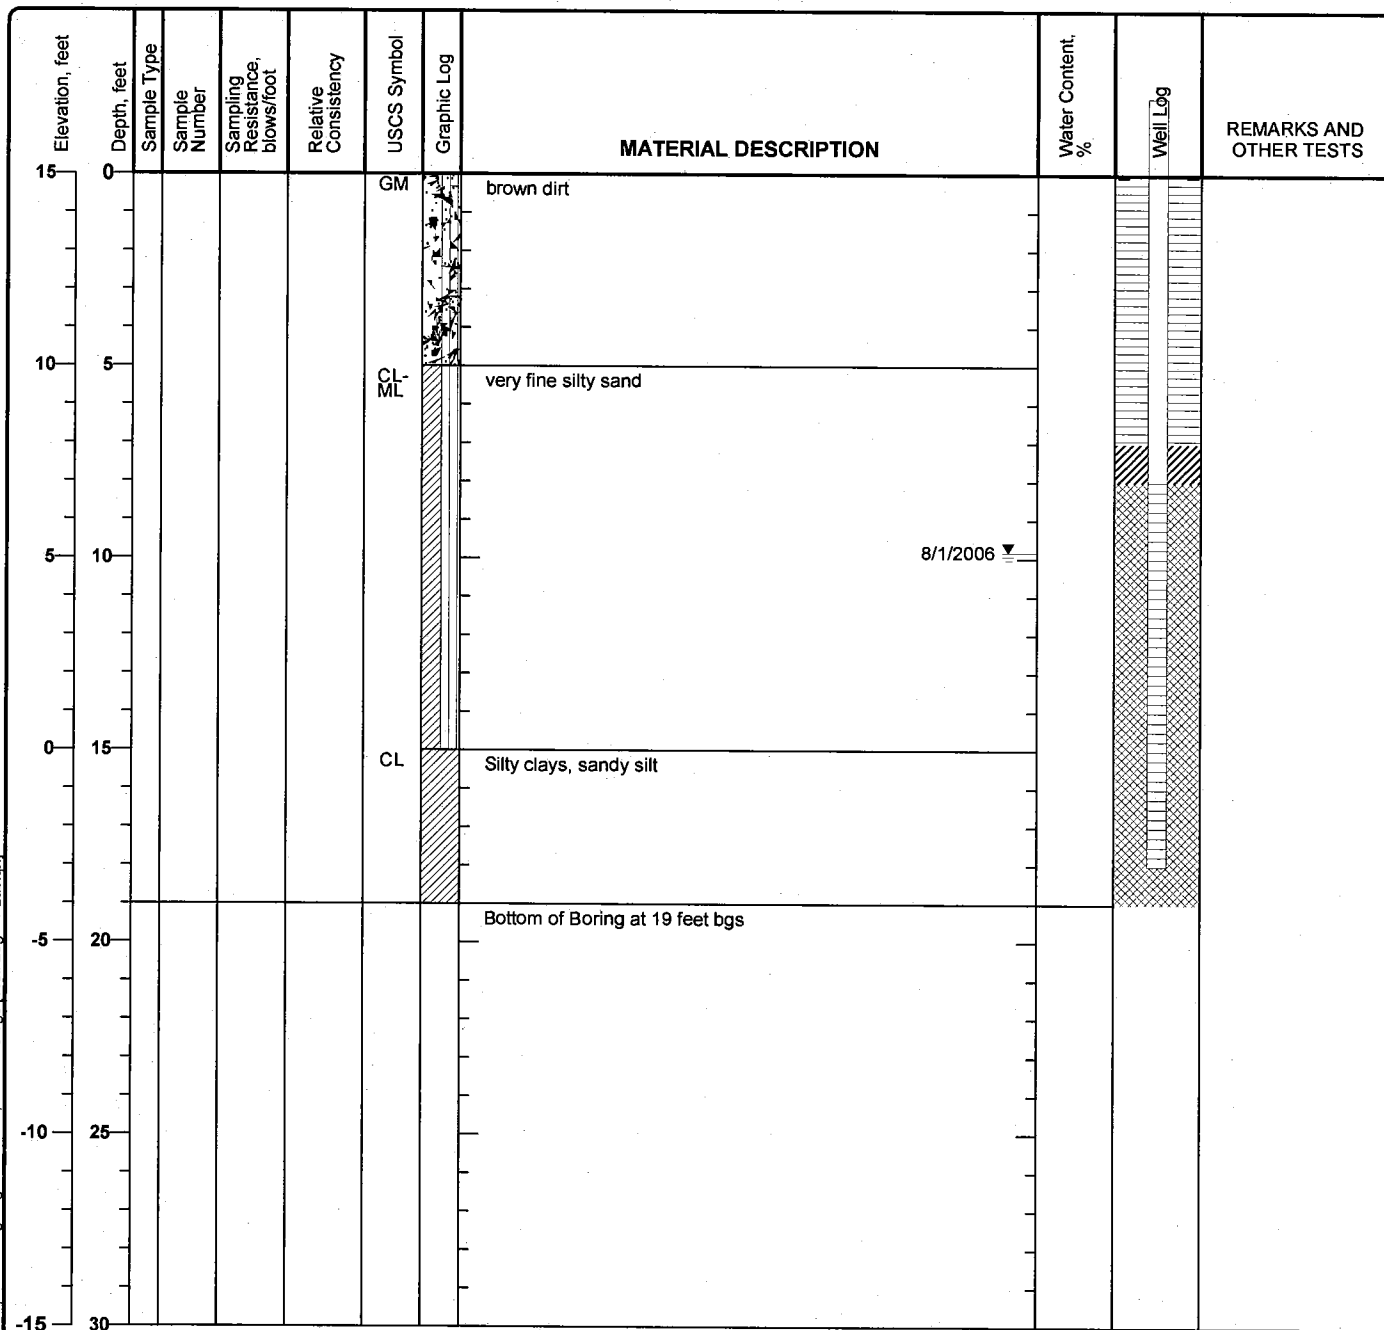 Elevation, feet
Depth, feet
Sample Type
Sample
Number
Sampling
Resistance,
blows/foot
Relative
Consistency
USCS Symbol
Graphic Log
MATERIAL DESCRIPTION
Water Content,
%
Well Log
REMARKS AND
OTHER TESTS
15 0
GM brown dirt
10 5
CL-
ML
very fine silty sand
5 10
8/1/2006
0 15
CL Silty clays, sandy silt
Bottom of Boring at 19 feet bgs
-5 20
-10 25
-15 30